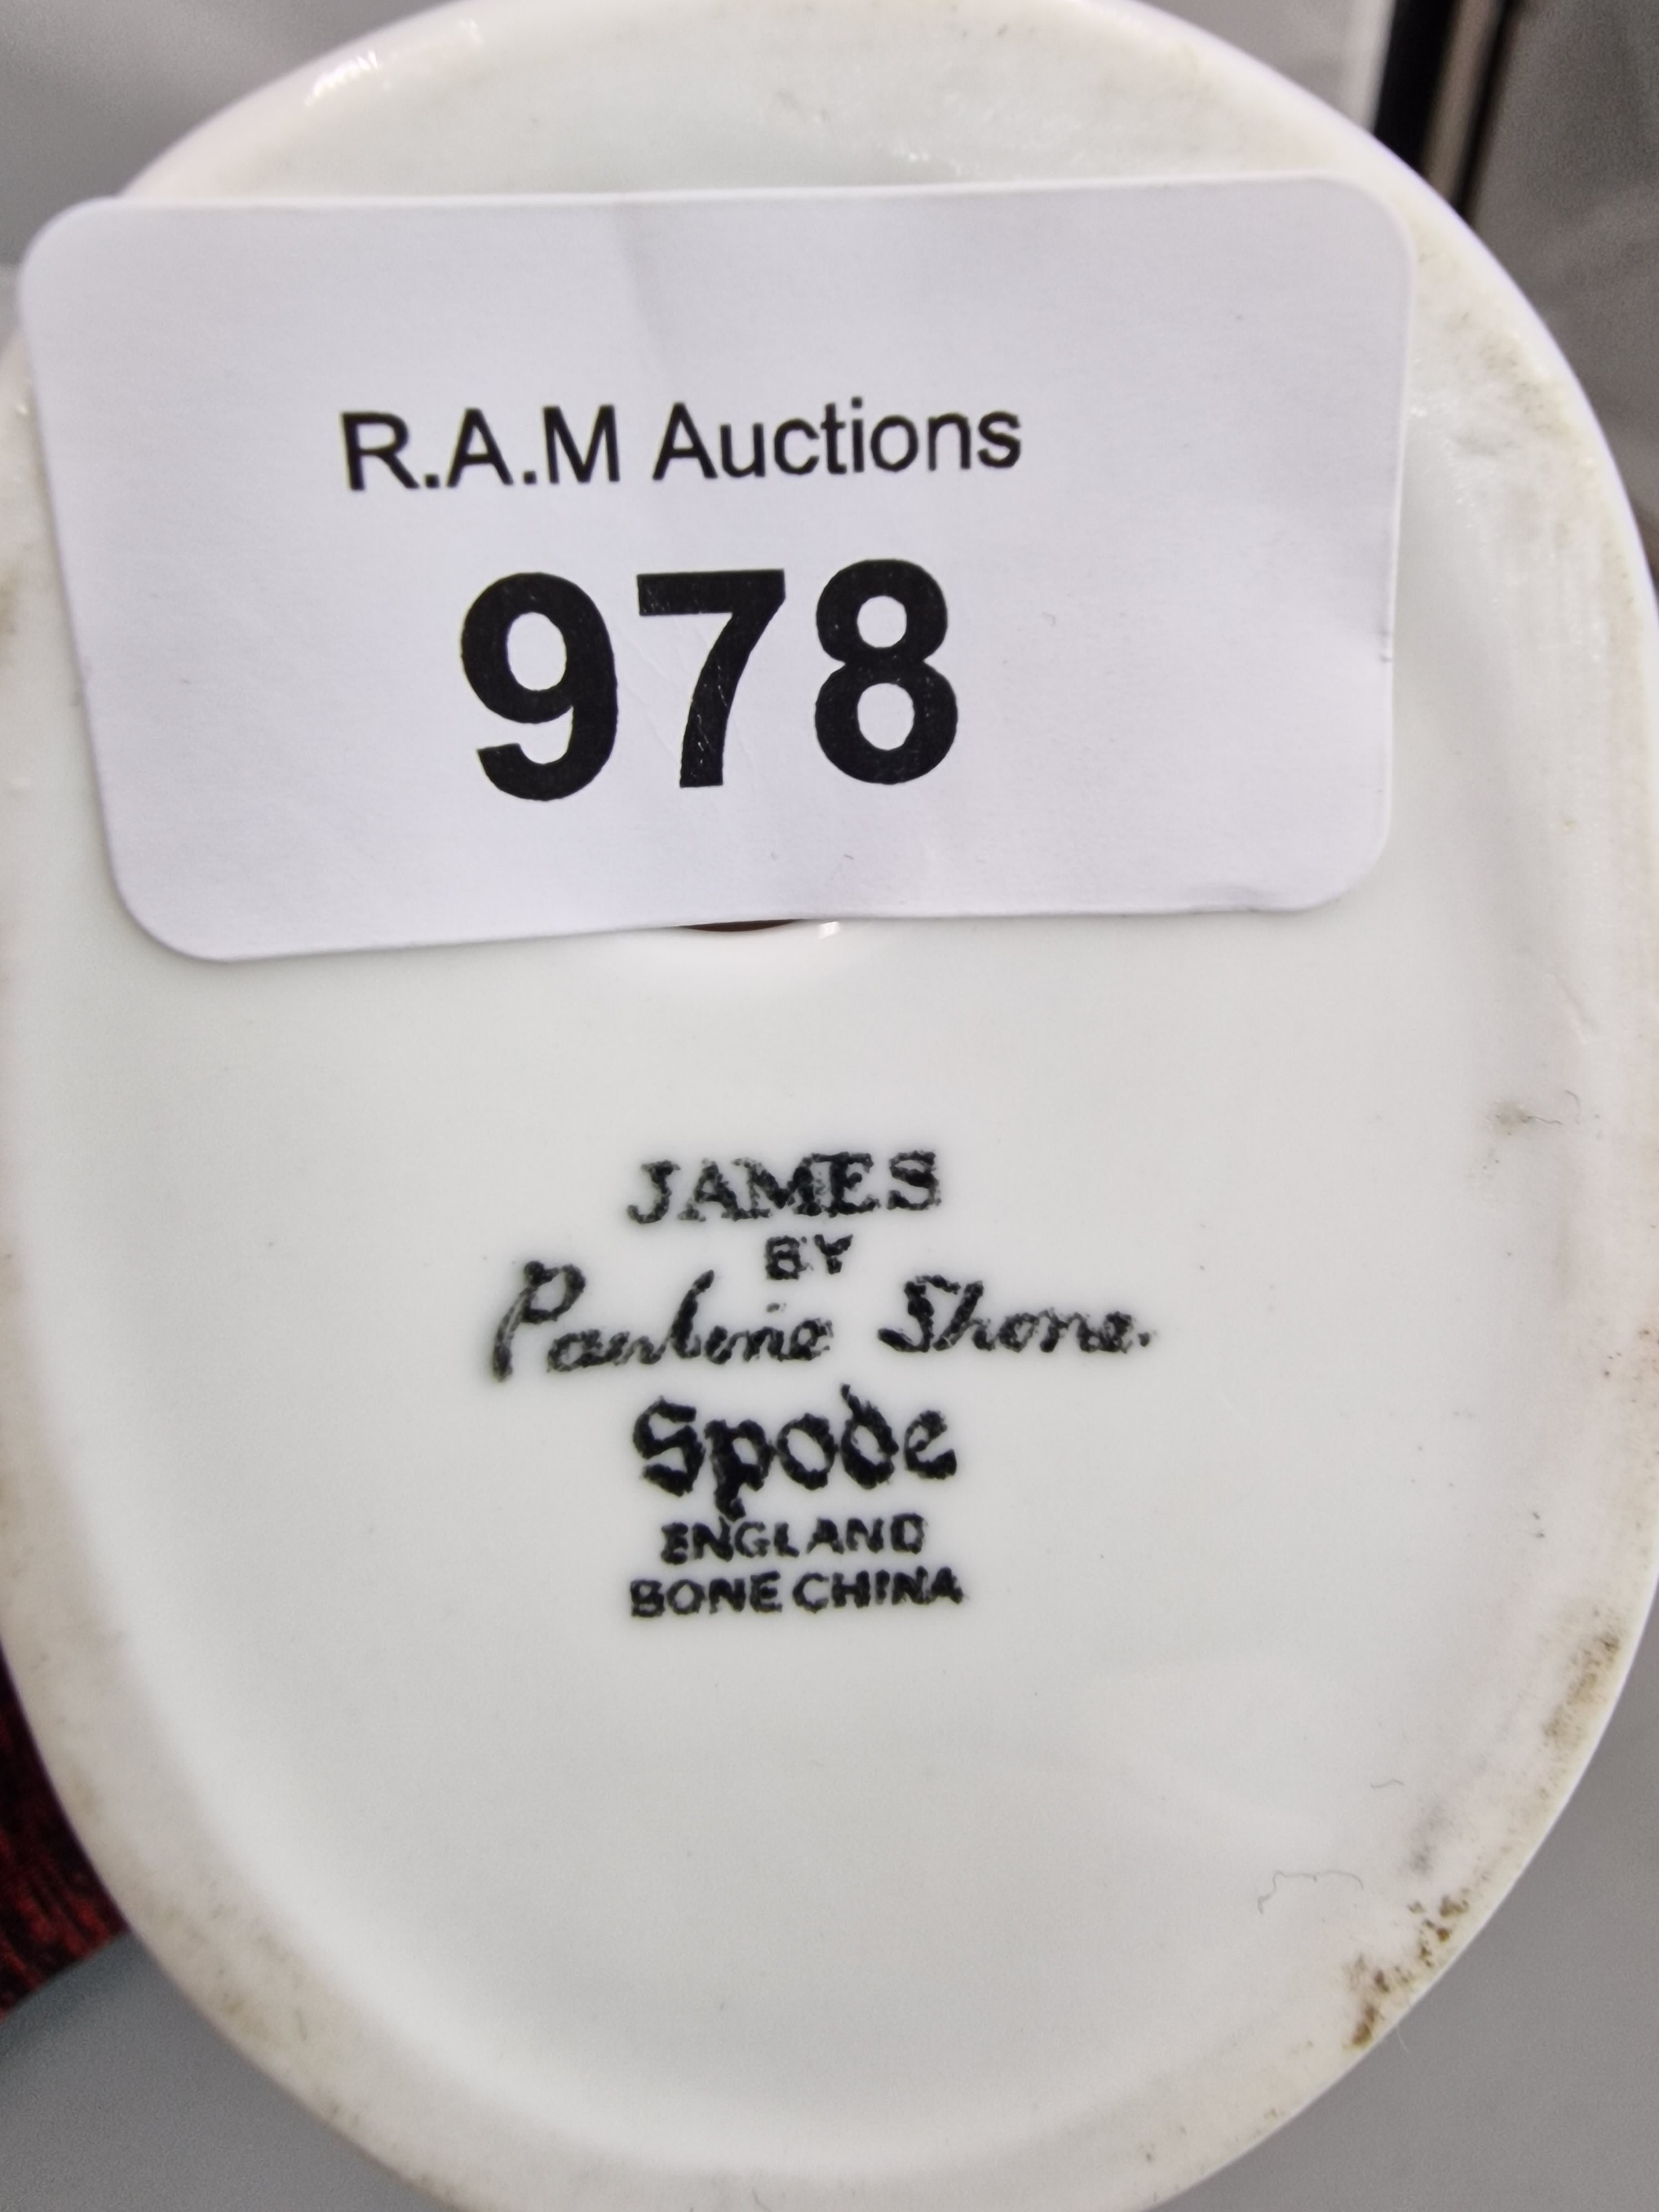 R.A.M Auctions
978
JAMES
BY
Pauline Shone.
Spode
ENGLAND
BONE CHINA